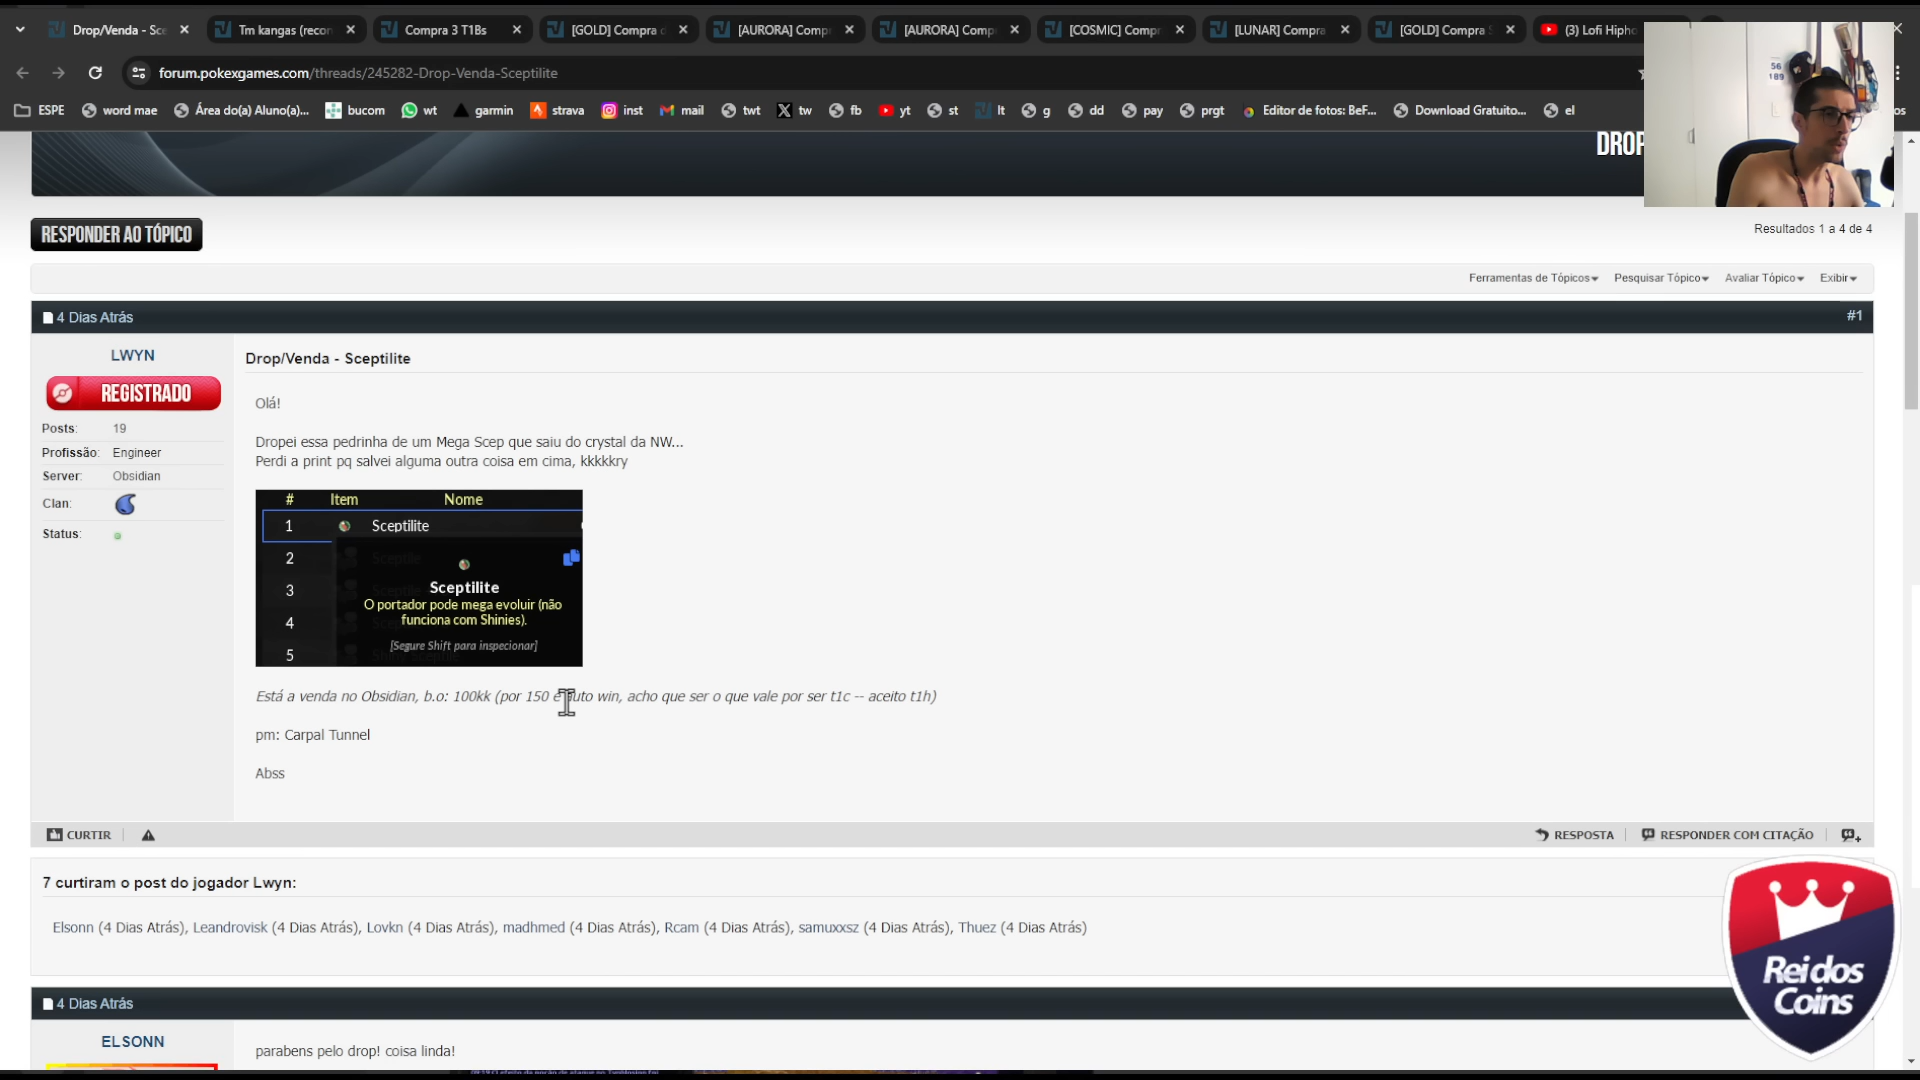 Drop/Venda - Sce
Tm kangas (recon
Compra 3 T1Bs
[GOLD] Compra
[AURORA] Comp
[AURORA] Comp
[COSMIC] Comp
[LUNAR] Compra
[GOLD] Compra
(3) Lofi Hipho
forum.pokexgames.com/threads/245282-Drop-Venda-Sceptilite
ESPE
word mae
Área do(a) Aluno(a)...
bucom
wt
garmin
strava
inst
mail
twt
tw
fb
yt
st
lt
g
dd
pay
prgt
Editor de fotos: BeF...
Download Gratuito...
el
os
56
189
DROP
RESPONDER AO TÓPICO
Resultados 1 a 4 de 4
Ferramentas de Tópicos
Pesquisar Tópico
Avaliar Tópico
Exibir
4 Dias Atrás
#1
LWYN
REGISTRADO
Posts: 19
Profissão: Engineer
Server: Obsidian
Clan:
Status:
Drop/Venda - Sceptilite
Olá!
Dropei essa pedrinha de um Mega Scep que saiu do crystal da NW...
Perdi a print pq salvei alguma outra coisa em cima, kkkkkry
# Item Nome
1 Sceptilite
2 Sceptile
3
4
5
Sceptilite
O portador pode mega evoluir (não
funciona com Shinies).
[Segure Shift para inspecionar]
Está a venda no Obsidian, b.o: 100kk (por 150 é auto win, acho que ser o que vale por ser t1c -- aceito t1h)
pm: Carpal Tunnel
Abss
CURTIR
RESPOSTA
RESPONDER COM CITAÇÃO
7 curtiram o post do jogador Lwyn:
Elsonn (4 Dias Atrás), Leandrovisk (4 Dias Atrás), Lovkn (4 Dias Atrás), madhmed (4 Dias Atrás), Rcam (4 Dias Atrás), samuxxsz (4 Dias Atrás), Thuez (4 Dias Atrás)
4 Dias Atrás
ELSONN
parabens pelo drop! coisa linda!
Rei dos
Coins